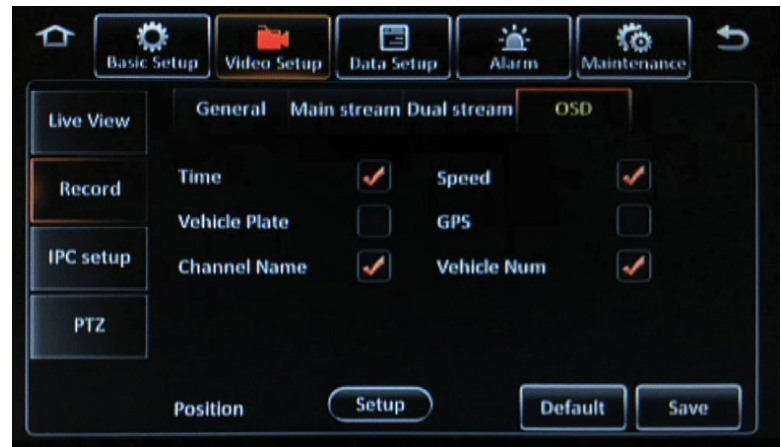 Basic Setup Video Setup Data Setup Alarm Maintenance
Live View
General Main stream Dual stream OSD
Record
Time Speed
Vehicle Plate GPS
IPC setup
Channel Name Vehicle Num
PTZ
Position Setup Default Save